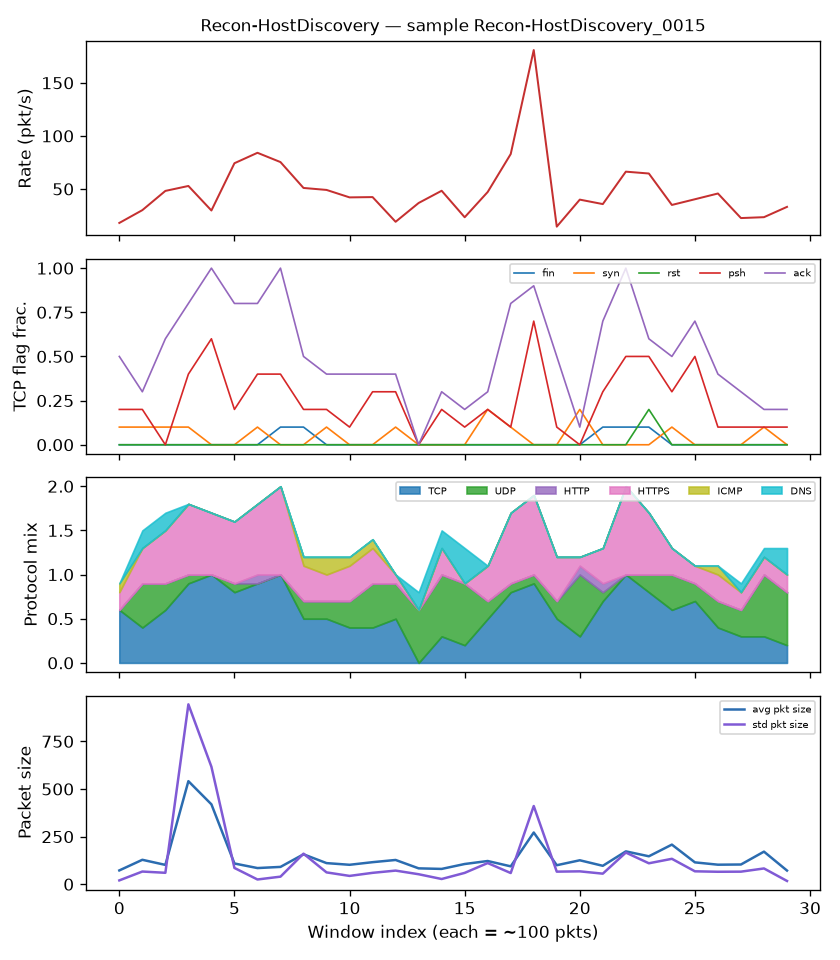 Recon-HostDiscovery — sample Recon-HostDiscovery_0015
Rate (pkt/s)
150
100
50
TCP flag frac.
1.00
0.75
0.50
0.25
0.00
fin syn rst psh ack
Protocol mix
2.0
1.5
1.0
0.5
0.0
TCP UDP HTTP HTTPS ICMP DNS
Packet size
750
500
250
0
avg pkt size
std pkt size
0 5 10 15 20 25 30
Window index (each = ~100 pkts)